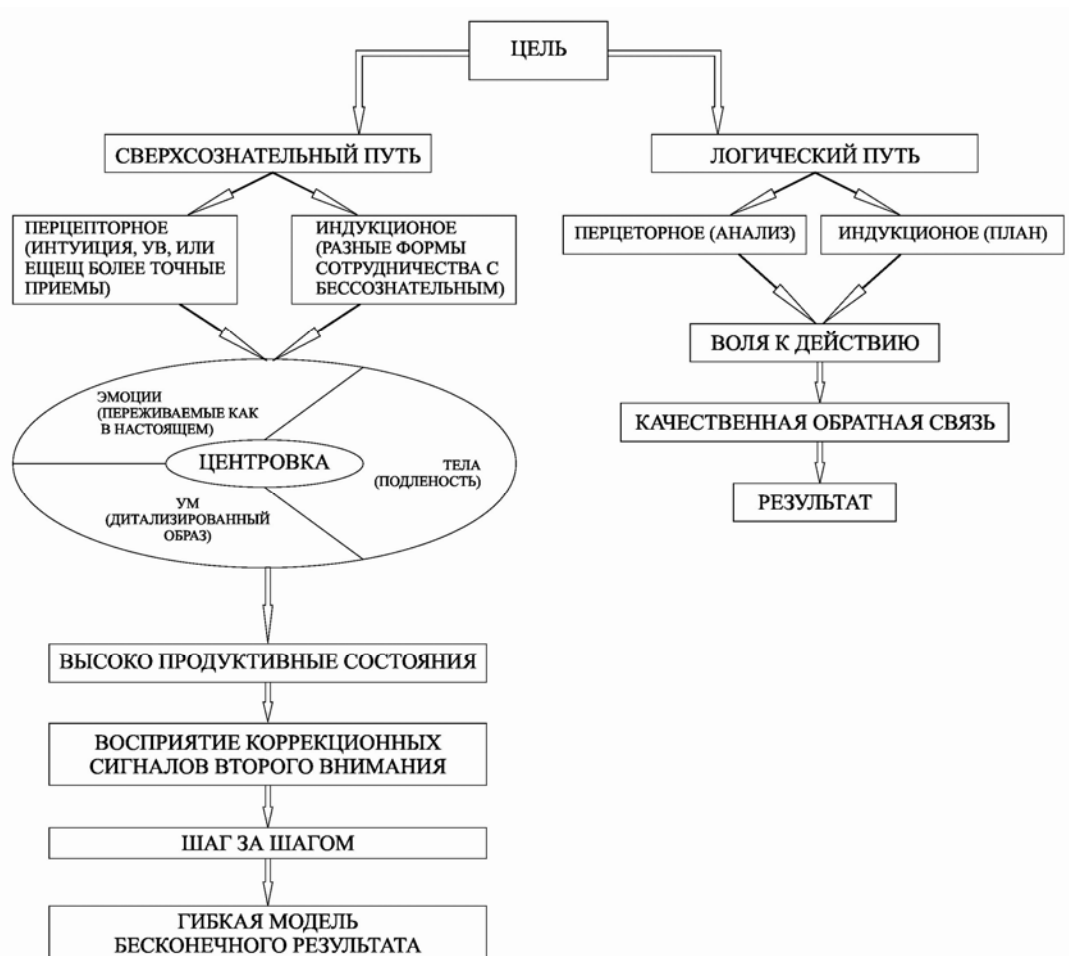 ЦЕЛЬ
СВЕРХСОЗНАТЕЛЬНЫЙ ПУТЬ
ЛОГИЧЕСКИЙ ПУТЬ
ПЕРЦЕПТОРНОЕ
(ИНТУИЦИЯ, УВ, ИЛИ
ЕЩЕЩ БОЛЕЕ ТОЧНЫЕ
ПРИЕМЫ)
ИНДУКЦИОНОЕ
(РАЗНЫЕ ФОРМЫ
СОТРУДНИЧЕСТВА С
БЕССОЗНАТЕЛЬНЫМ)
ПЕРЦЕТОРНОЕ (АНАЛИЗ)
ИНДУКЦИОНОЕ (ПЛАН)
ВОЛЯ К ДЕЙСТВИЮ
КАЧЕСТВЕННАЯ ОБРАТНАЯ СВЯЗЬ
РЕЗУЛЬТАТ
ЭМОЦИИ
(ПЕРЕЖИВАЕМЫЕ КАК
В НАСТОЯЩЕМ)
ЦЕНТРОВКА
ТЕЛА
(ПОДЛЕНОСТЬ)
УМ
(ДИТАЛИЗИРОВАННЫЙ
ОБРАЗ)
ВЫСОКО ПРОДУКТИВНЫЕ СОСТОЯНИЯ
ВОСПРИЯТИЕ КОРРЕКЦИОННЫХ
СИГНАЛОВ ВТОРОГО ВНИМАНИЯ
ШАГ ЗА ШАГОМ
ГИБКАЯ МОДЕЛЬ
БЕСКОНЕЧНОГО РЕЗУЛЬТАТА